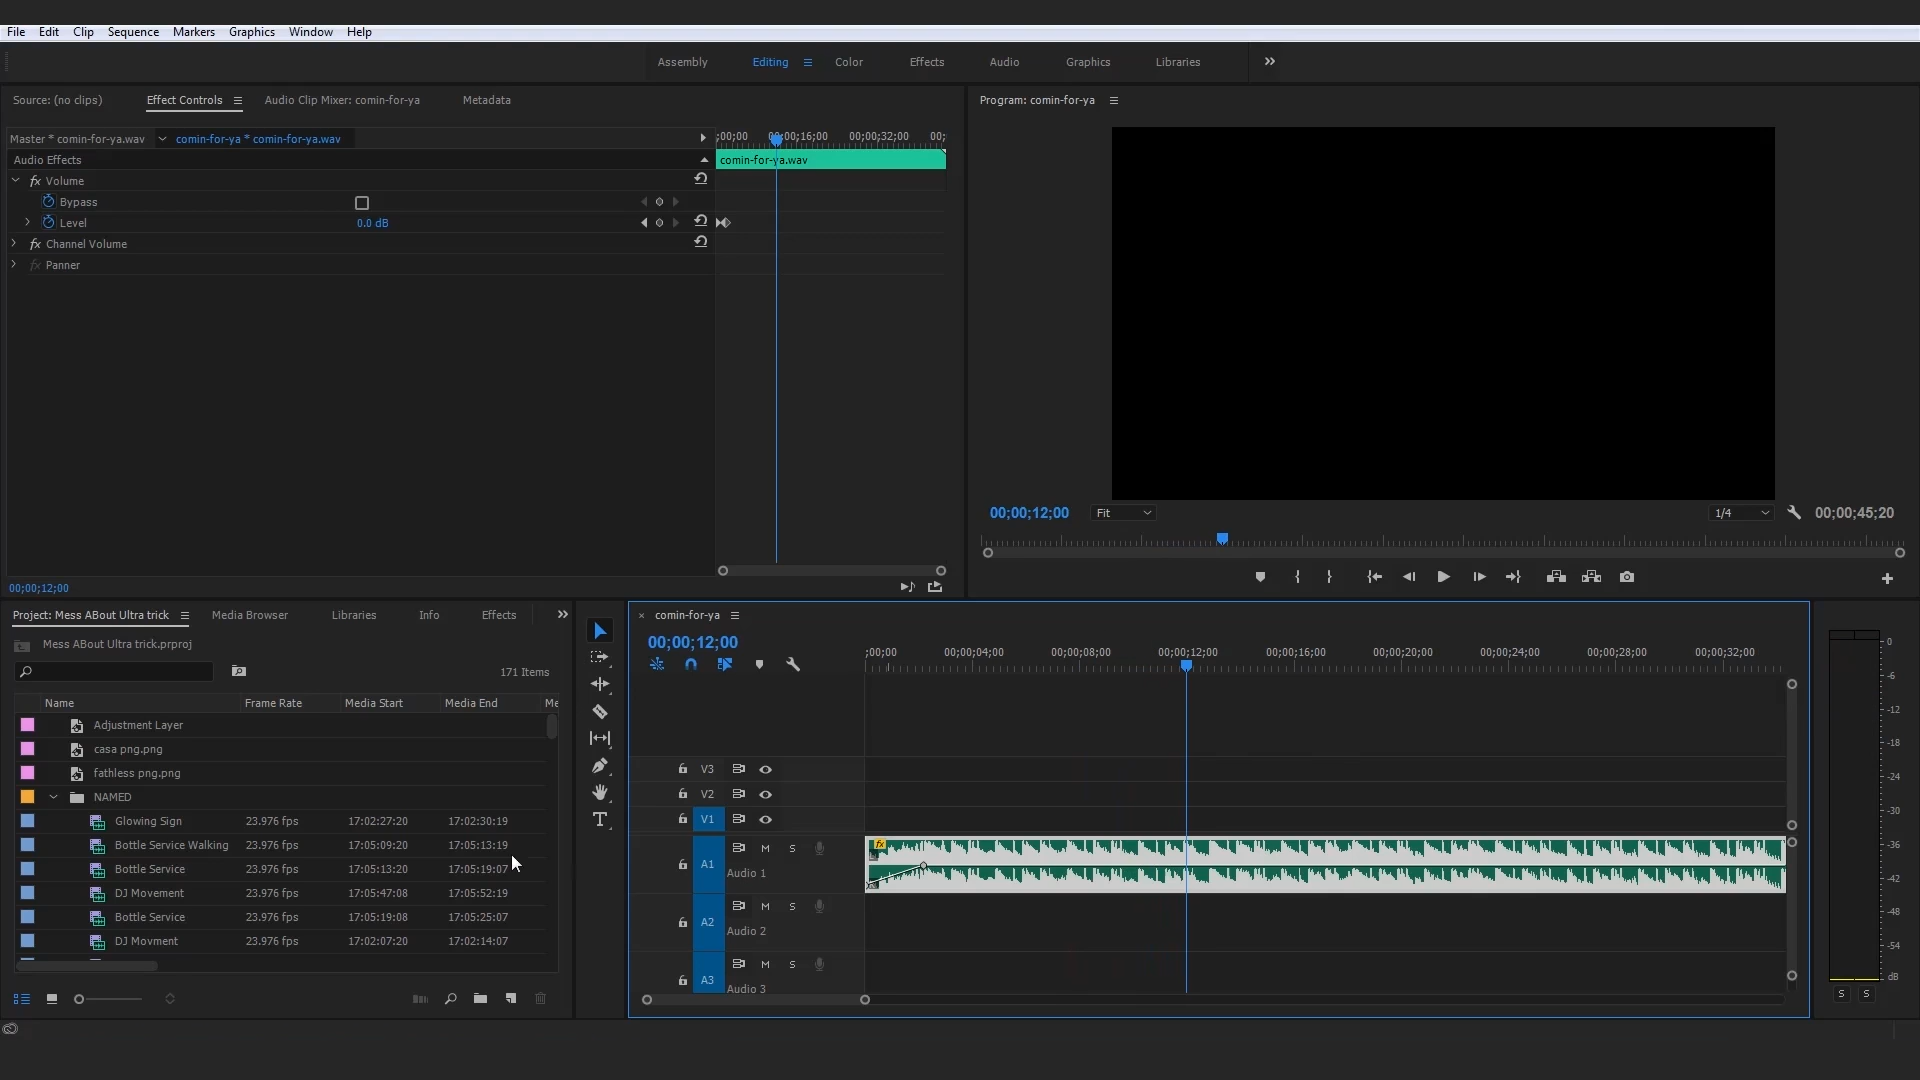 File Edit Clip Sequence Markers Graphics Window Help
Assembly Editing Color Effects Audio Graphics Libraries
Source: (no clips) Effect Controls Audio Clip Mixer: comin-for-ya Metadata
Program: comin-for-ya
Master * comin-for-ya.wav comin-for-ya * comin-for-ya.wav
;00;00 00;00;16;00 00;00;32;00 00;
Audio Effects
comin-for-ya.wav
fx Volume
Bypass
Level 0.0 dB
fx Channel Volume
fx Panner
00;00;12;00 Fit 1/4 00;00;45;20
00;00;12;00
Project: Mess ABout Ultra trick Media Browser Libraries Info Effects
Mess ABout Ultra trick.prproj
171 Items
Name Frame Rate Media Start Media End Me
Adjustment Layer
casa png.png
fathless png.png
NAMED
Glowing Sign 23.976 fps 17:02:27:20 17:02:30:19
Bottle Service Walking 23.976 fps 17:05:09:20 17:05:13:19
Bottle Service 23.976 fps 17:05:13:20 17:05:19:07
DJ Movement 23.976 fps 17:05:47:08 17:05:52:19
Bottle Service 23.976 fps 17:05:19:08 17:05:25:07
DJ Movment 23.976 fps 17:02:07:20 17:02:14:07
× comin-for-ya
00;00;12;00
;00;00 00;00;04;00 00;00;08;00 00;00;12;00 00;00;16;00 00;00;20;00 00;00;24;00 00;00;28;00 00;00;32;00
V3
V2
V1
A1 M S
Audio 1
fx
A2 M S
Audio 2
A3 M S
Audio 3
0
-6
-12
-18
-24
-30
-36
-42
-48
-54
dB
S S